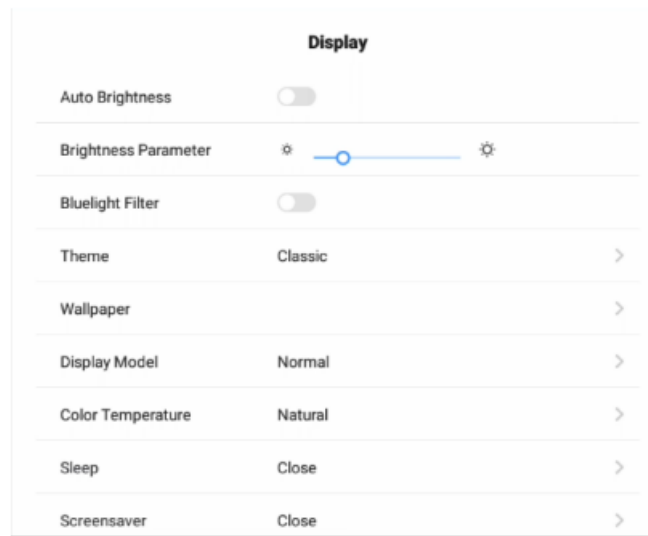 Display
Auto Brightness
Brightness Parameter
Bluelight Filter
Theme Classic
Wallpaper
Display Model Normal
Color Temperature Natural
Sleep Close
Screensaver Close